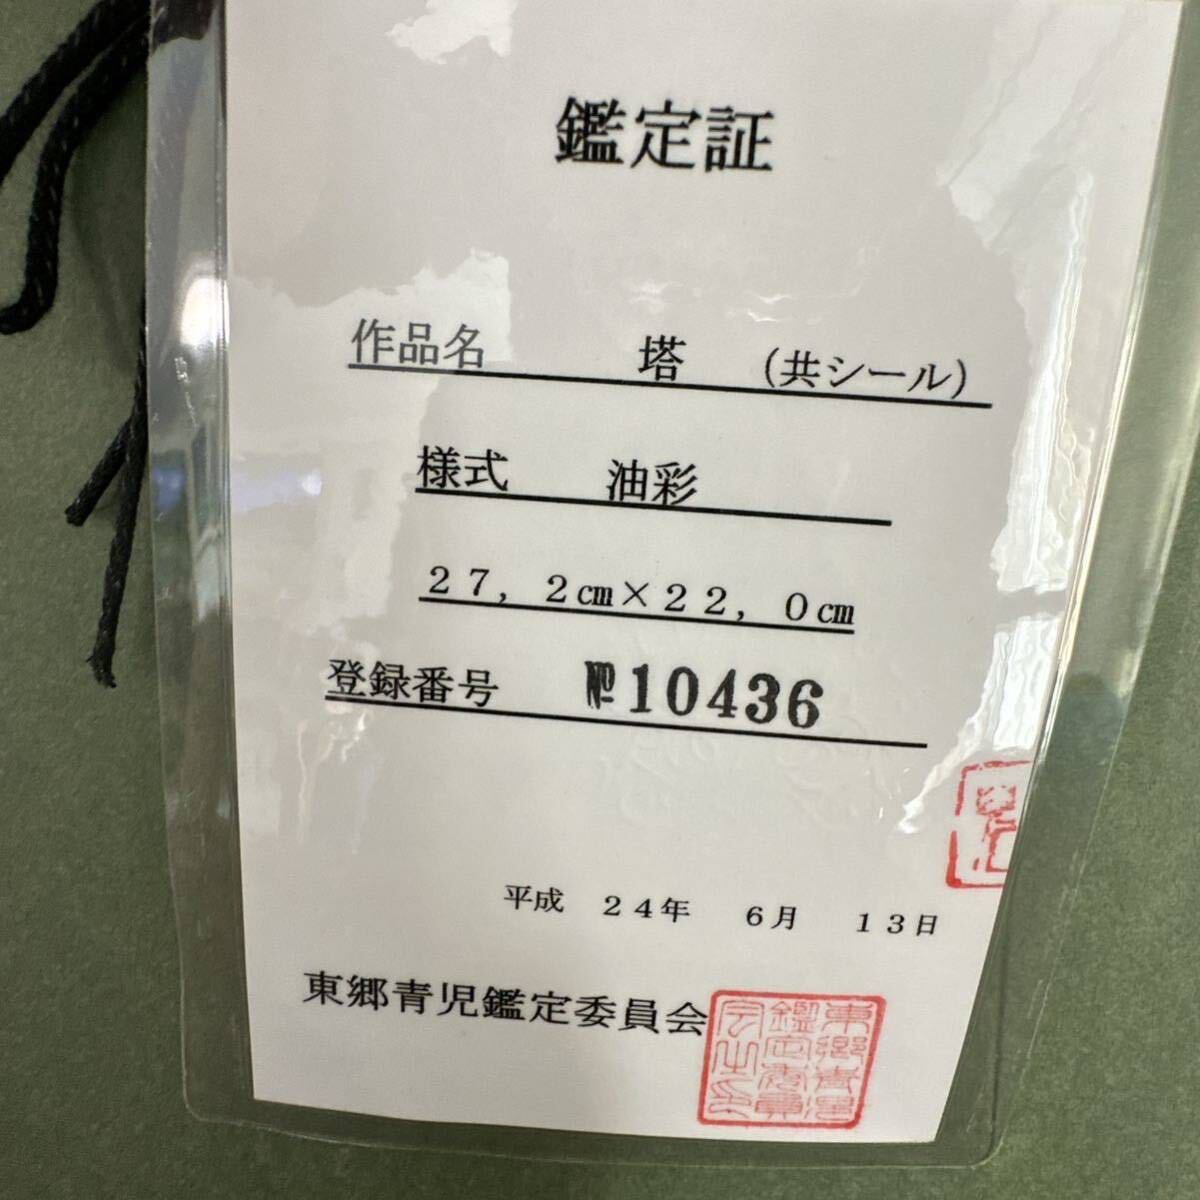 鑑定証
作品名 塔 (共シール)
様式 油彩
27,2㎝×22,0㎝
登録番号 №10436
平成 24年 6月 13日
東郷青児鑑定委員会